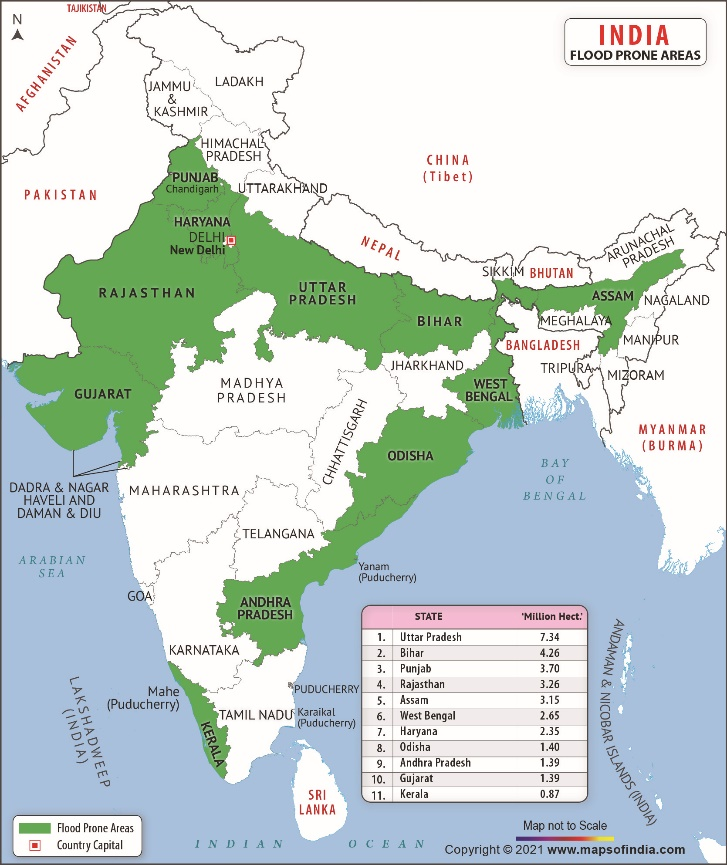 TAJIKISTAN
N
INDIA
FLOOD PRONE AREAS
AFGHANISTAN
LADAKH
JAMMU
&
KASHMIR
HIMACHAL
PRADESH
CHINA
(Tibet)
PAKISTAN
PUNJAB
Chandigarh
UTTARAKHAND
HARYANA
DELHI
New Delhi
NEPAL
ARUNACHAL
PRADESH
SIKKIM
BHUTAN
RAJASTHAN
UTTAR
PRADESH
ASSAM
NAGALAND
BIHAR
MEGHALAYA
BANGLADESH
MANIPUR
JHARKHAND
TRIPURA
MIZORAM
GUJARAT
MADHYA
PRADESH
WEST
BENGAL
CHHATTISGARH
MYANMAR
(BURMA)
ODISHA
BAY
OF
BENGAL
DADRA & NAGAR
HAVELI AND
DAMAN & DIU
MAHARASHTRA
TELANGANA
ARABIAN
SEA
Yanam
(Puducherry)
GOA
ANDHRA
PRADESH
KARNATAKA
STATE 'Million Hect.'
1. Uttar Pradesh 7.34
2. Bihar 4.26
3. Punjab 3.70
4. Rajasthan 3.26
5. Assam 3.15
6. West Bengal 2.65
7. Haryana 2.35
8. Odisha 1.40
9. Andhra Pradesh 1.39
10. Gujarat 1.39
11. Kerala 0.87
ANDAMAN & NICOBAR ISLANDS (INDIA)
LAKSHADWEEP
(INDIA)
Mahe
(Puducherry)
PUDUCHERRY
TAMIL NADU
Karaikal
(Puducherry)
KERALA
SRI
LANKA
Flood Prone Areas
Country Capital
INDIAN OCEAN
Map not to Scale
Copyright © 2021 www.mapsofindia.com